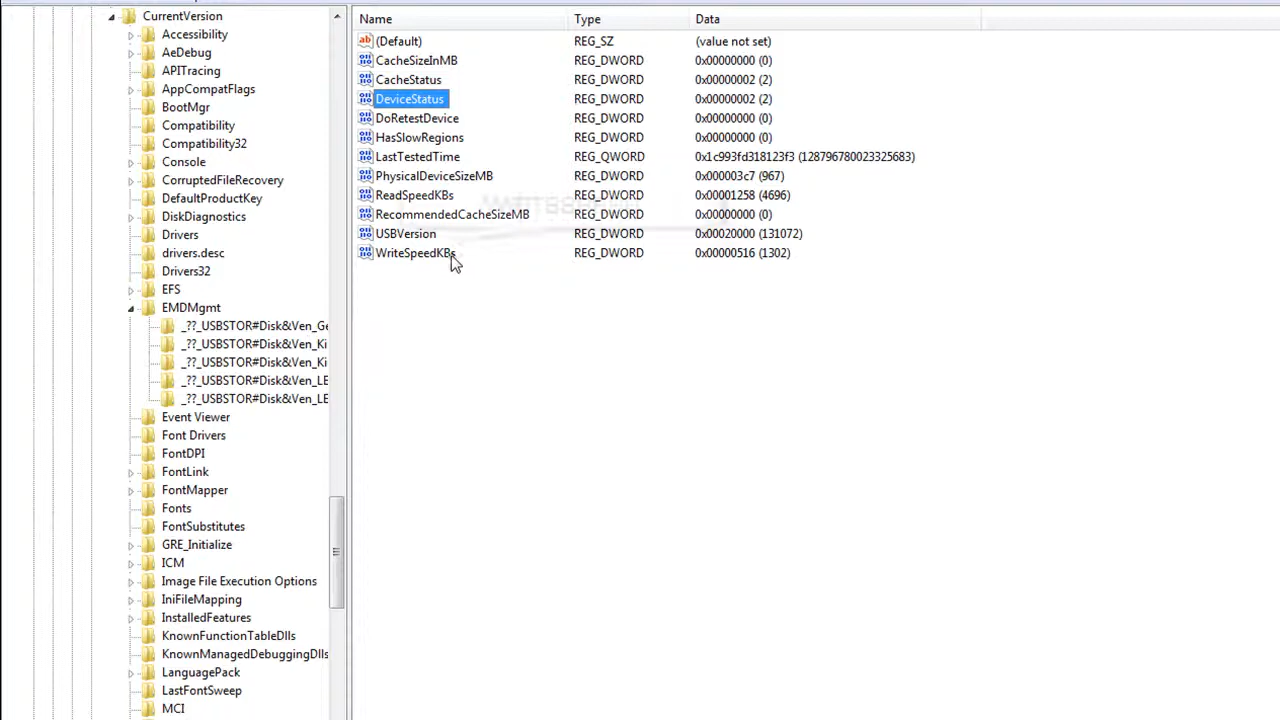 CurrentVersion
Accessibility
AeDebug
APITracing
AppCompatFlags
BootMgr
Compatibility
Compatibility32
Console
CorruptedFileRecovery
DefaultProductKey
DiskDiagnostics
Drivers
drivers.desc
Drivers32
EFS
EMDMgmt
_??_USBSTOR#Disk&Ven_Ge
_??_USBSTOR#Disk&Ven_Ki
_??_USBSTOR#Disk&Ven_Ki
_??_USBSTOR#Disk&Ven_LE
_??_USBSTOR#Disk&Ven_LE
Event Viewer
Font Drivers
FontDPI
FontLink
FontMapper
Fonts
FontSubstitutes
GRE_Initialize
ICM
Image File Execution Options
IniFileMapping
InstalledFeatures
KnownFunctionTableDlls
KnownManagedDebuggingDlls
LanguagePack
LastFontSweep
MCI
Name Type Data
(Default) REG_SZ (value not set)
CacheSizeInMB REG_DWORD 0x00000000 (0)
CacheStatus REG_DWORD 0x00000002 (2)
DeviceStatus REG_DWORD 0x00000002 (2)
DoRetestDevice REG_DWORD 0x00000000 (0)
HasSlowRegions REG_DWORD 0x00000000 (0)
LastTestedTime REG_QWORD 0x1c993fd318123f3 (128796780023325683)
PhysicalDeviceSizeMB REG_DWORD 0x000003c7 (967)
ReadSpeedKBs REG_DWORD 0x00001258 (4696)
RecommendedCacheSizeMB REG_DWORD 0x00000000 (0)
USBVersion REG_DWORD 0x00020000 (131072)
WriteSpeedKBs REG_DWORD 0x00000516 (1302)